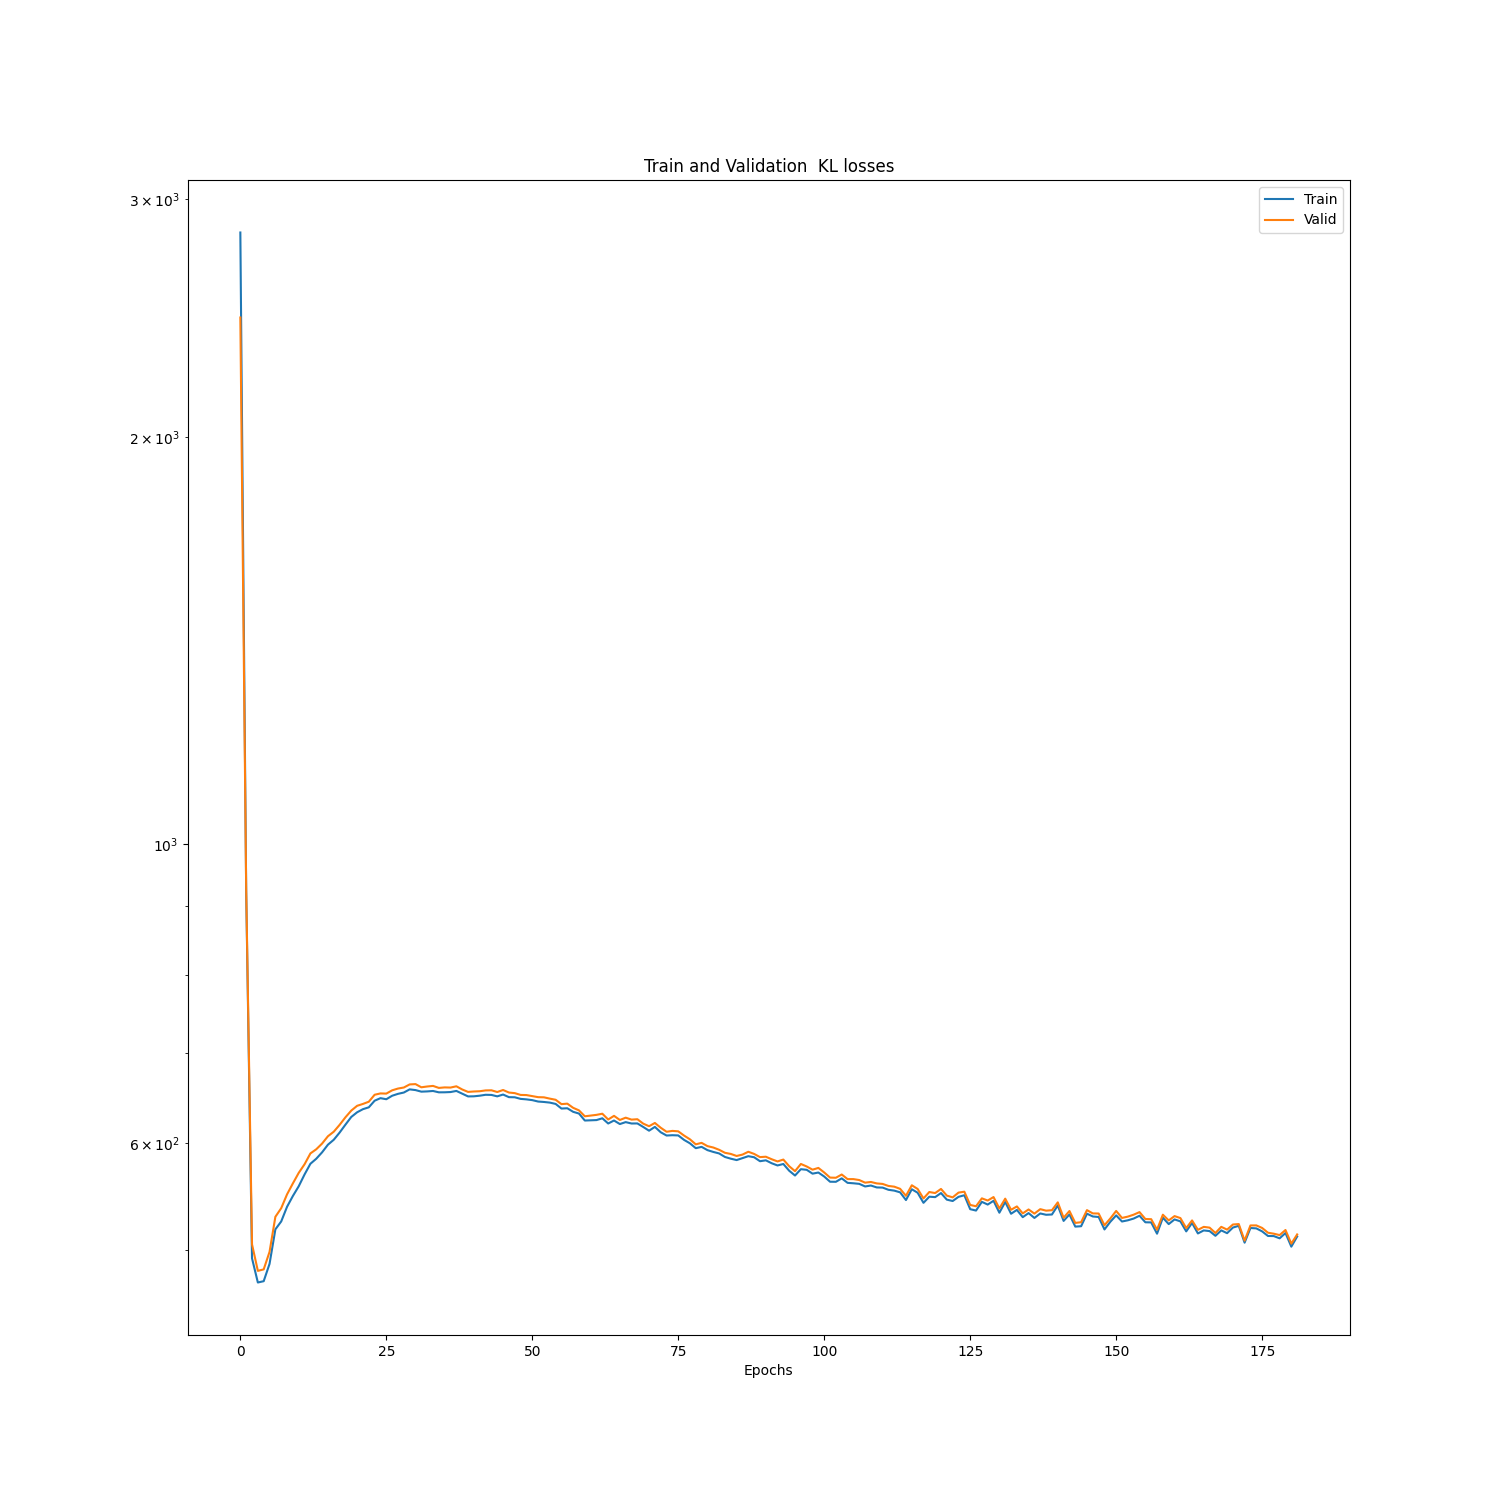 Train and Validation  KL losses
Train
Valid
3 × 10³
2 × 10³
10³
6 × 10²
0 25 50 75 100 125 150 175
Epochs